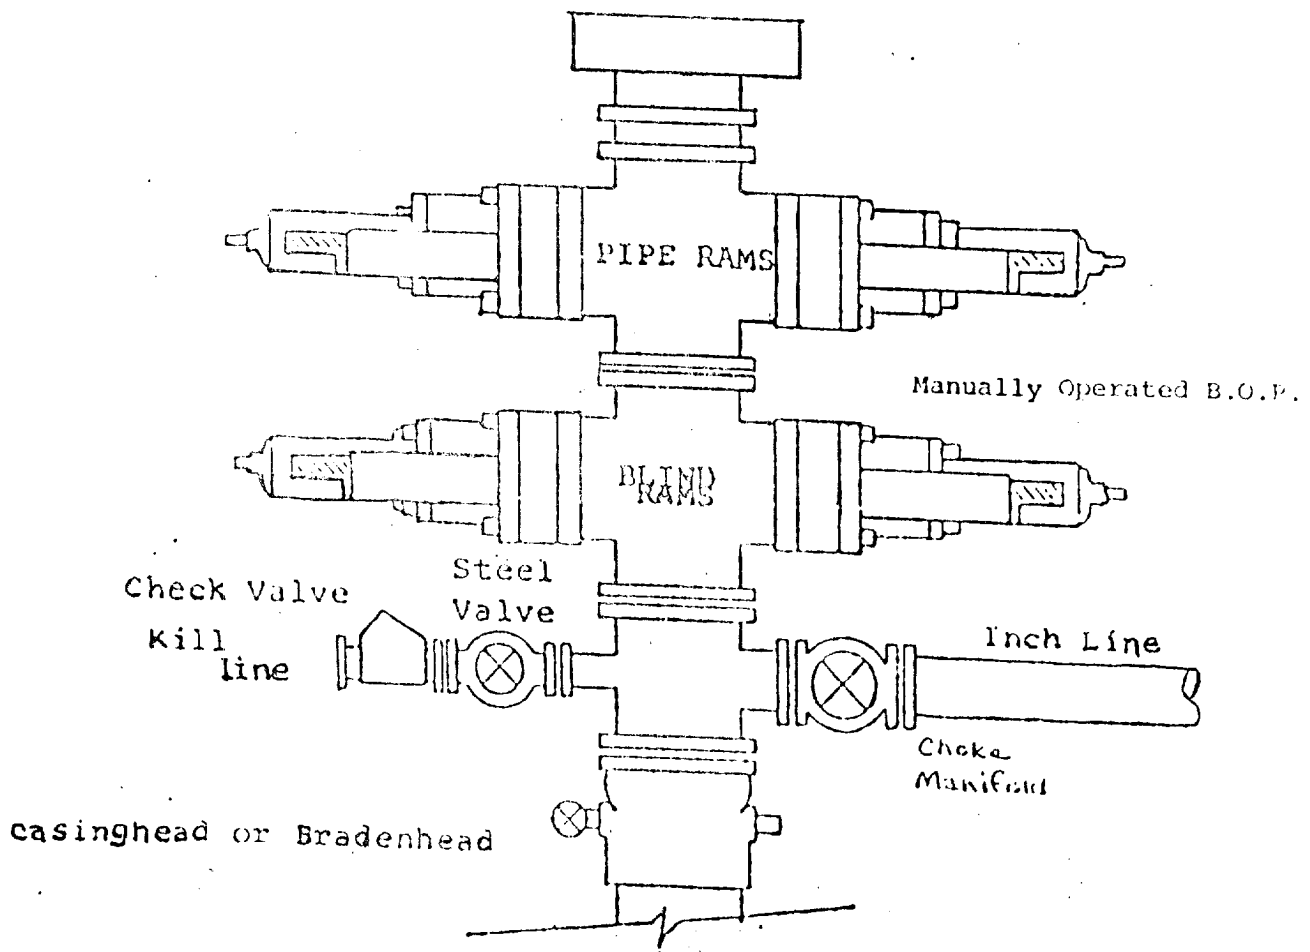 PIPE RAMS
Manually Operated B.O.P.
BLIND
RAMS
Steel
Valve
Check Valve
Kill
line
Inch Line
Choke
Manifold
casinghead or Bradenhead